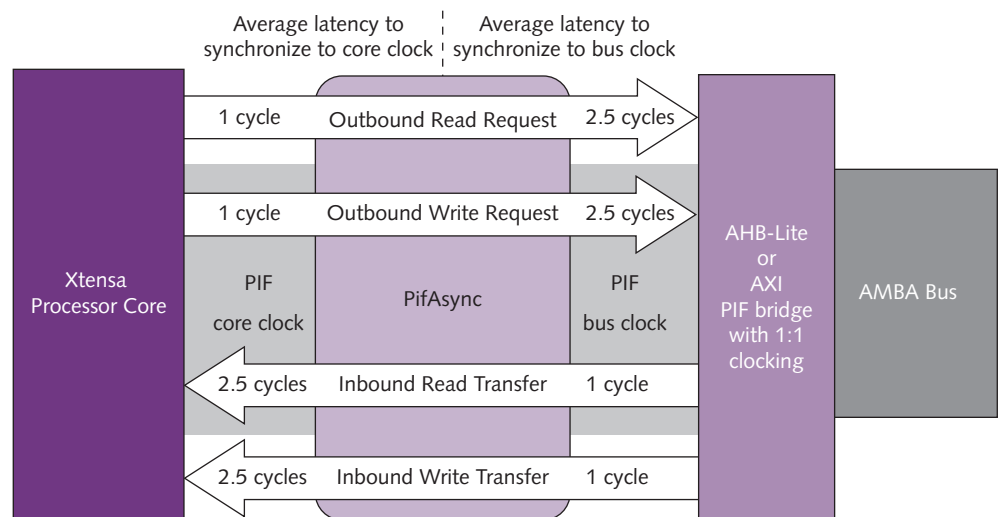 Average latency to
synchronize to core clock
Average latency to
synchronize to bus clock
1 cycle
Outbound Read Request
2.5 cycles
1 cycle
Outbound Write Request
2.5 cycles
Xtensa
Processor Core
PIF
core clock
PifAsync
PIF
bus clock
AHB-Lite
or
AXI
PIF bridge
with 1:1
clocking
AMBA Bus
2.5 cycles
Inbound Read Transfer
1 cycle
2.5 cycles
Inbound Write Transfer
1 cycle